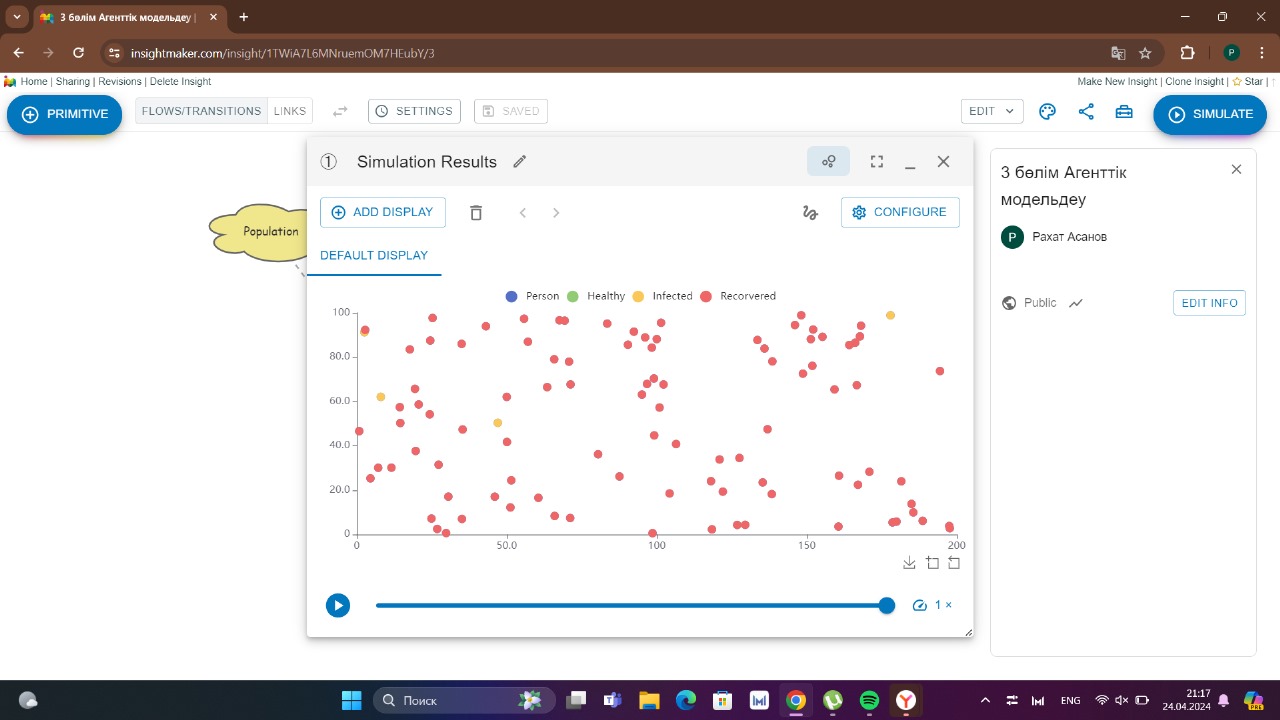 3 бөлім Агенттік модельдеу |
insightmaker.com/insight/1TWiA7L6MNruemOM7HEubY/3
P
Home | Sharing | Revisions | Delete Insight
Make New Insight | Clone Insight | Star |
PRIMITIVE
FLOWS/TRANSITIONS
LINKS
SETTINGS
SAVED
EDIT
SIMULATE
1 Simulation Results
ADD DISPLAY
CONFIGURE
DEFAULT DISPLAY
Population
Person Healthy Infected Recorvered
100
80.0
60.0
40.0
20.0
0
0 50.0 100 150 200
1 ×
3 бөлім Агенттік
модельдеу
P Рахат Асанов
Public
EDIT INFO
Поиск
ENG
21:17
24.04.2024
PRE